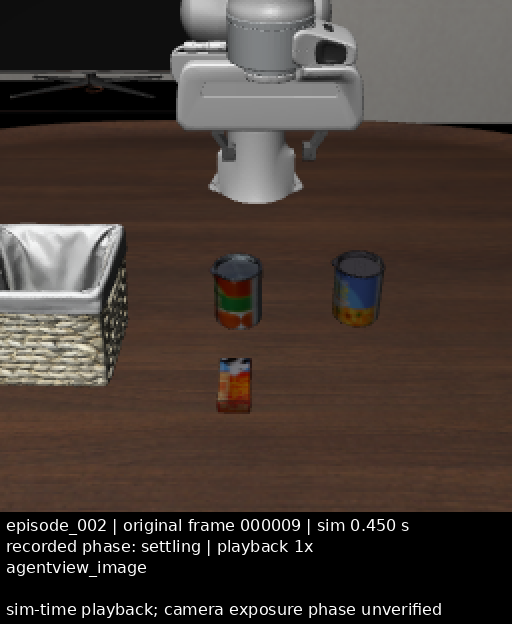 episode_002 | original frame 000009 | sim 0.450 s
recorded phase: settling | playback 1x
agentview_image
sim-time playback; camera exposure phase unverified